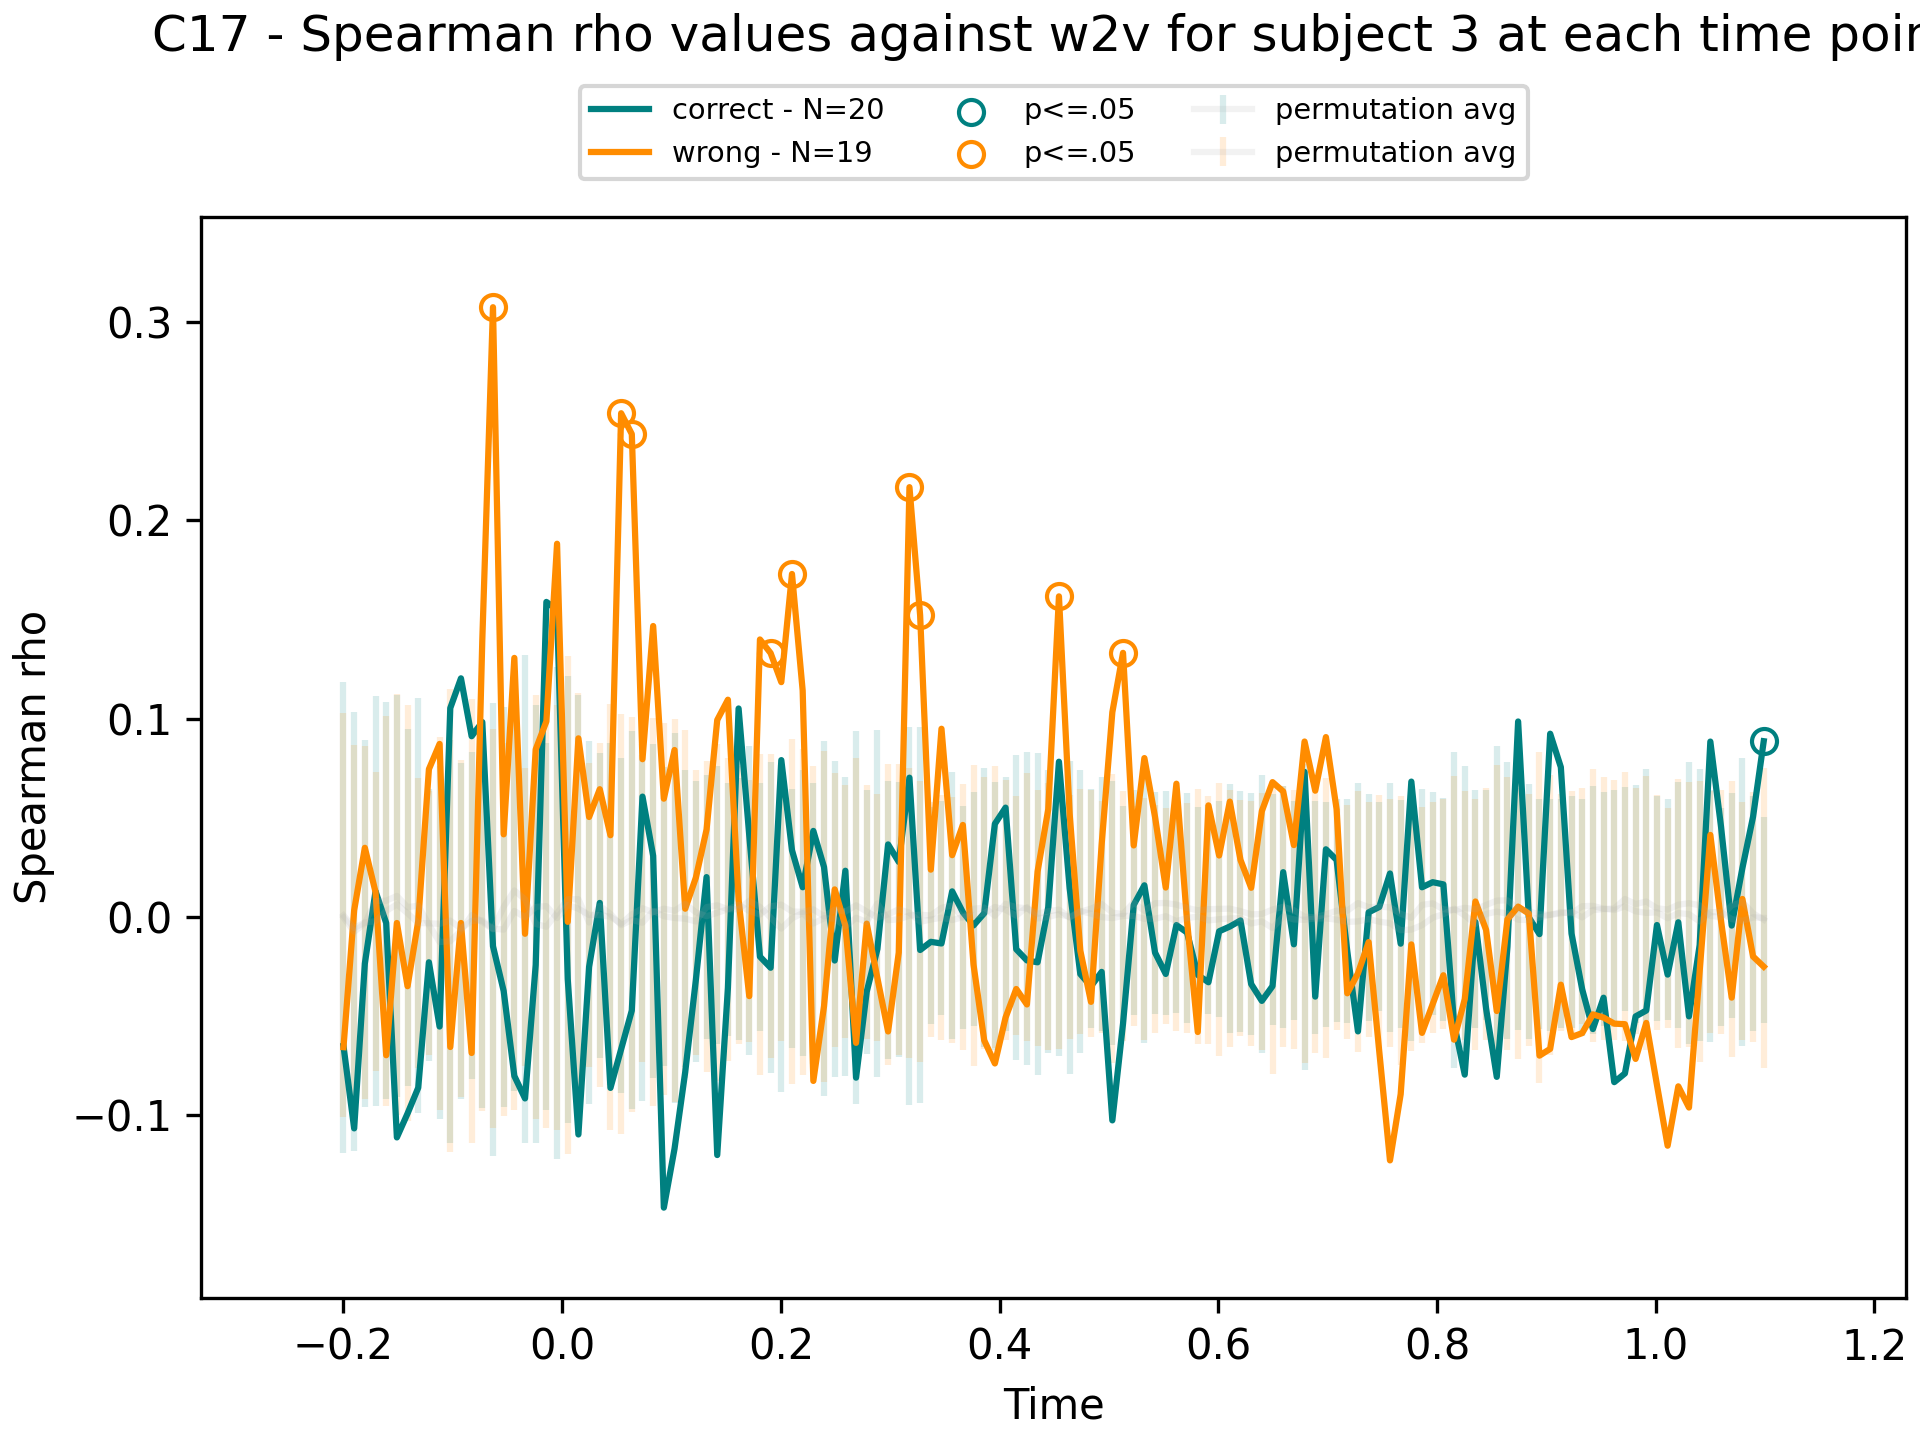 C17 - Spearman rho values against w2v for subject 3 at each time poin
correct - N=20
wrong - N=19
p<=.05
p<=.05
permutation avg
permutation avg
Spearman rho
0.3
0.2
0.1
0.0
−0.1
−0.2
0.0
0.2
0.4
0.6
0.8
1.0
1.2
Time